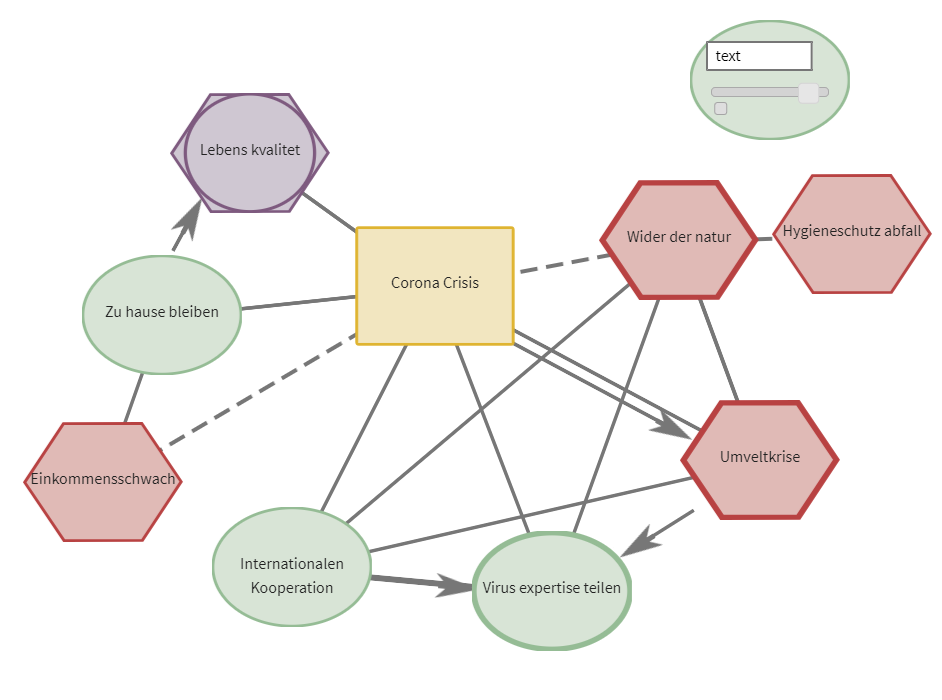 text
Lebens kvalitet
Wider der natur
Hygieneschutz abfall
Corona Crisis
Zu hause bleiben
Umveltkrise
Einkommensschwach
Internationalen
Kooperation
Virus expertise teilen